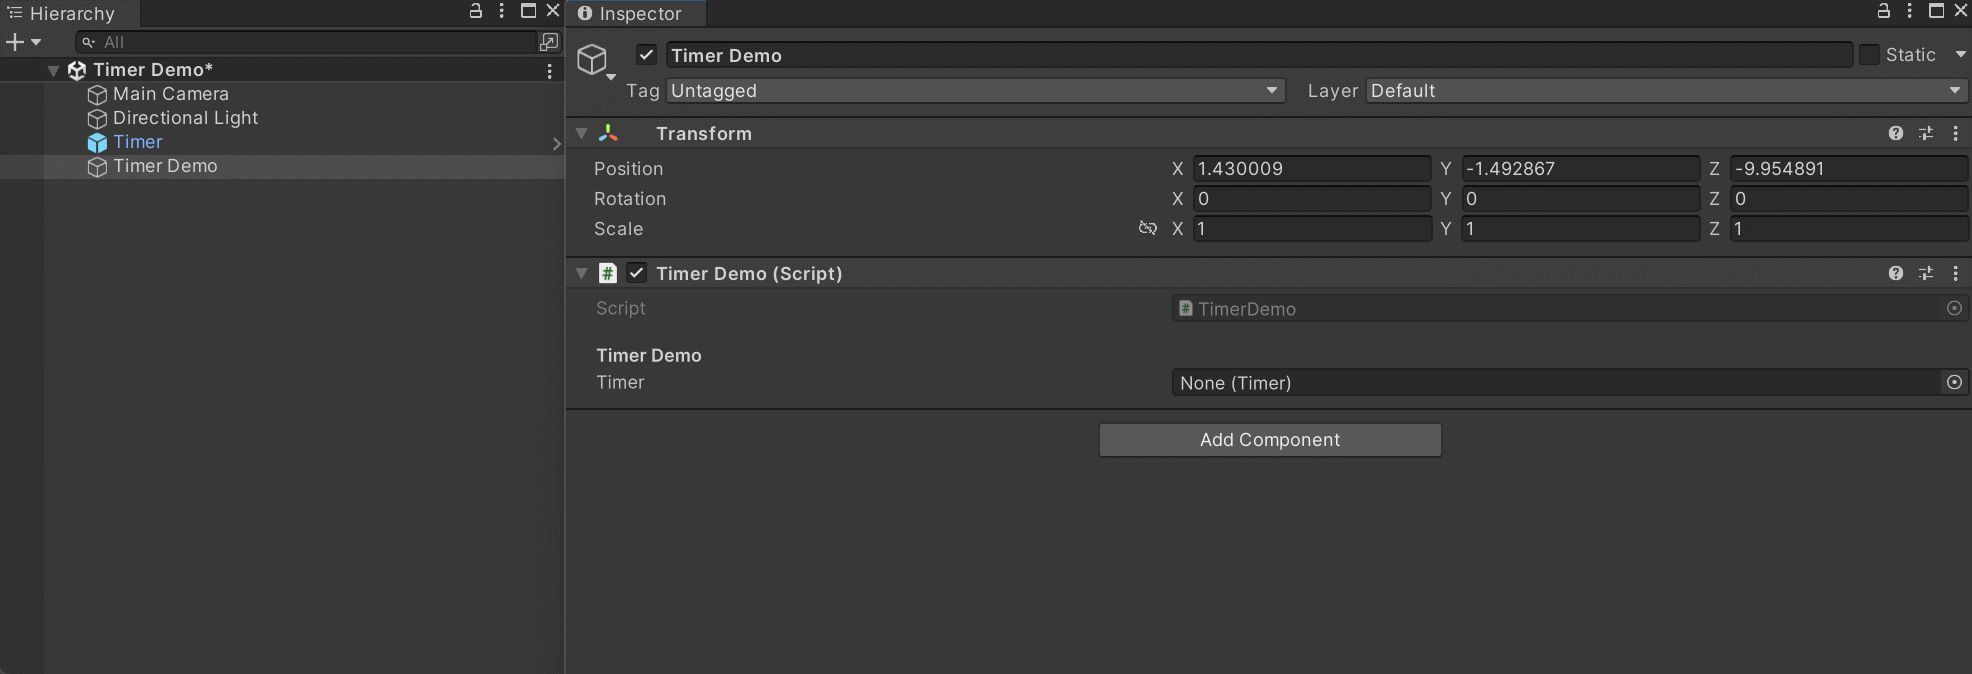 Hierarchy
All
Timer Demo*
Main Camera
Directional Light
Timer
Timer Demo
Inspector
Timer Demo
Static
Tag Untagged Layer Default
Transform
Position X 1.430009 Y -1.492867 Z -9.954891
Rotation X 0 Y 0 Z 0
Scale X 1 Y 1 Z 1
# Timer Demo (Script)
Script # TimerDemo
Timer Demo
Timer None (Timer)
Add Component